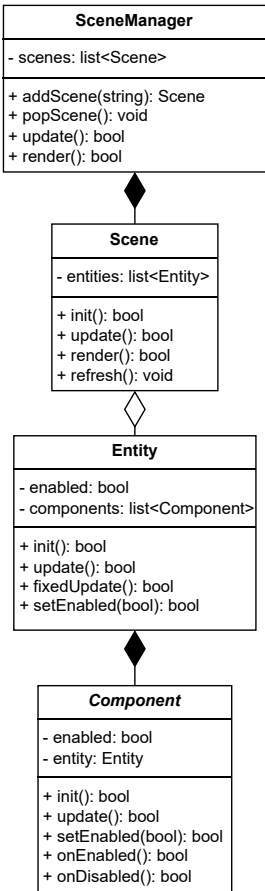 SceneManager
- scenes: list<Scene>
+ addScene(string): Scene
+ popScene(): void
+ update(): bool
+ render(): bool
Scene
- entities: list<Entity>
+ init(): bool
+ update(): bool
+ render(): bool
+ refresh(): void
Entity
- enabled: bool
- components: list<Component>
+ init(): bool
+ update(): bool
+ fixedUpdate(): bool
+ setEnabled(bool): bool
Component
- enabled: bool
- entity: Entity
+ init(): bool
+ update(): bool
+ setEnabled(bool): bool
+ onEnabled(): bool
+ onDisabled(): bool